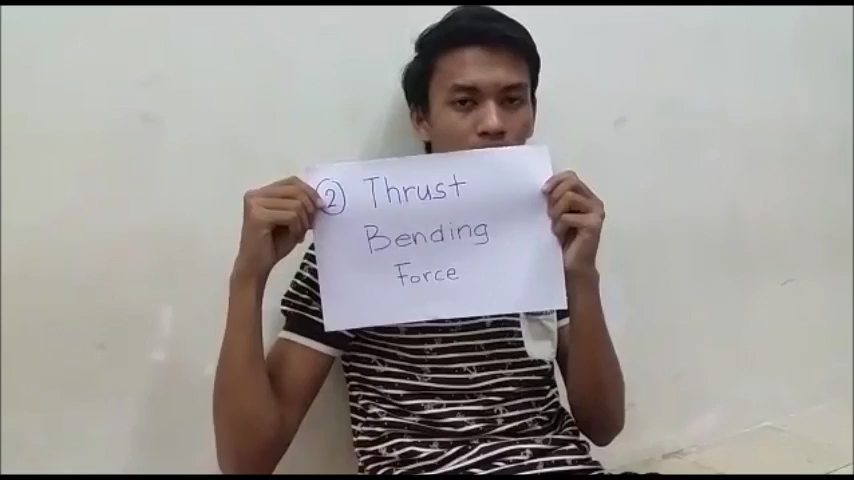 ② Thrust
Bending
Force